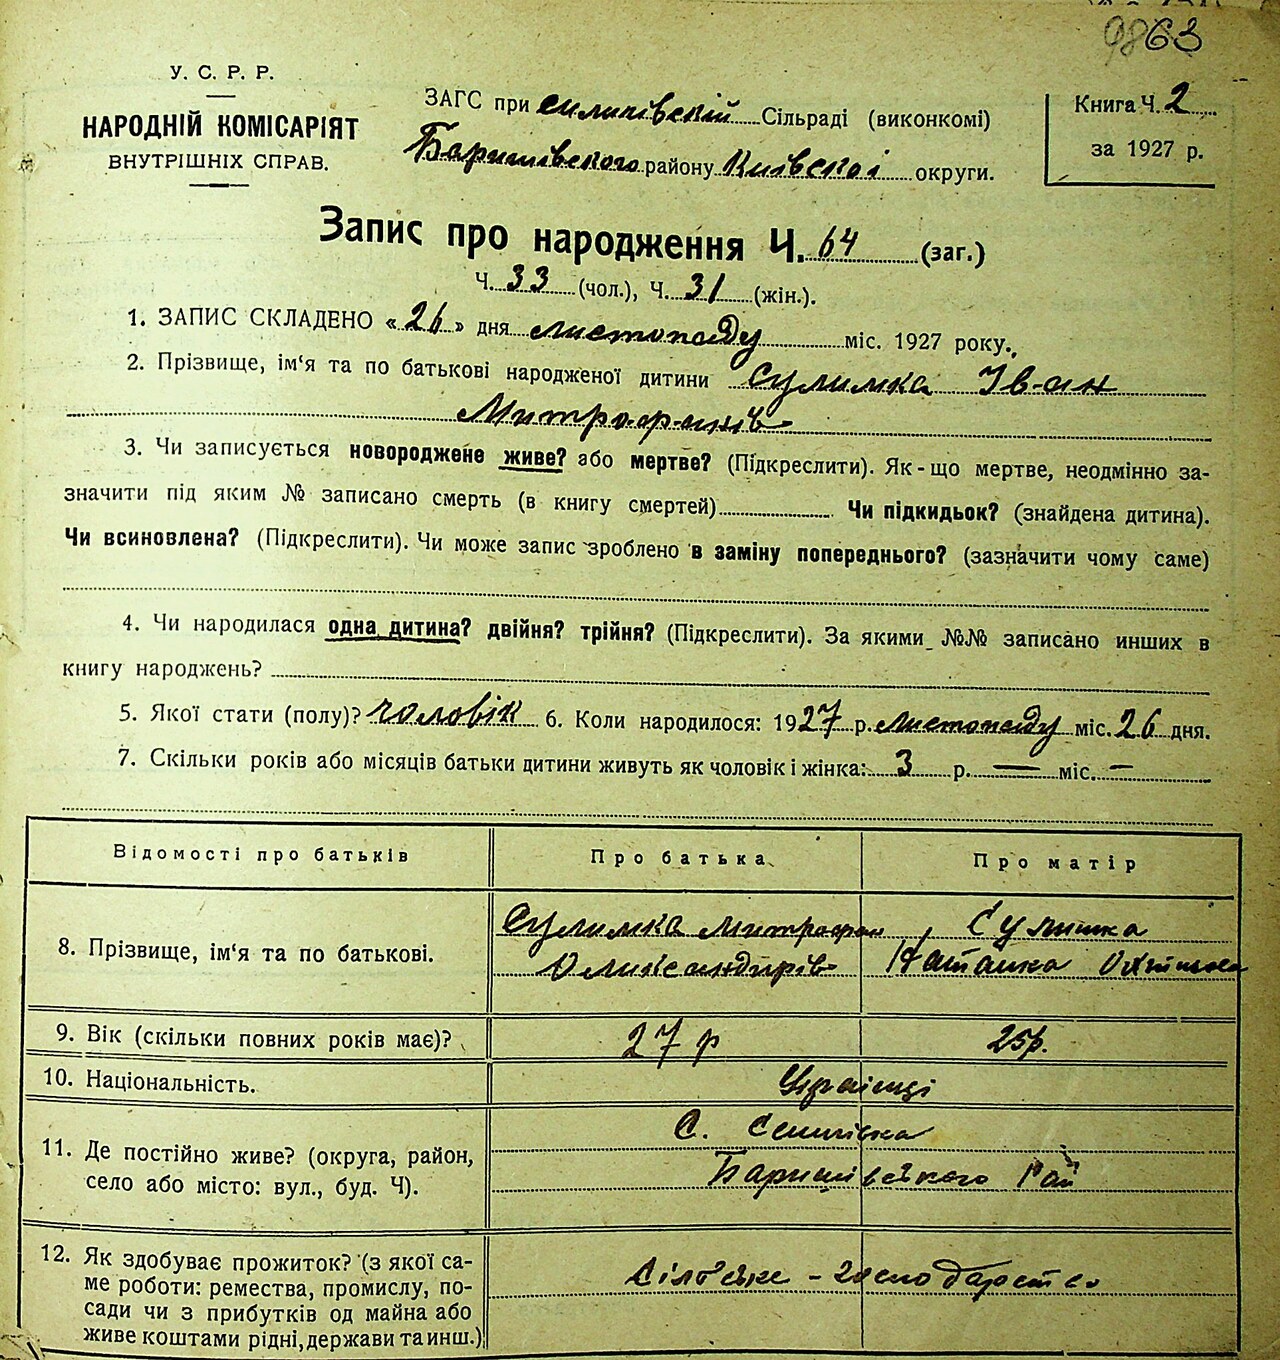 9863
У. С. Р. Р.
НАРОДНІЙ КОМІСАРІЯТ
ВНУТРІШНІХ СПРАВ.
ЗАГС при Сілраді (виконкомі)
Баришівского району Київскоі округи.
Книга Ч. 2
за 1927 р.
Запис про народження Ч. 64 (заг.)
Ч. 33 (чол.), Ч. 31 (жін.).
1. ЗАПИС СКЛАДЕНО «26» дня листопаду міс. 1927 року.
2. Прізвище, ім‘я та по батькові народженої дитини Сулимка Іван
Митрофанів
3. Чи записується новороджене живе? або мертве? (Підкреслити). Як-що мертве, неодмінно за-
значити під яким № записано смерть (в книгу смертей) Чи підкидьок? (знайдена дитина).
Чи всиновлена? (Підкреслити). Чи може запис зроблено в заміну попереднього? (зазначити чому саме)
4. Чи народилася одна дитина? двійня? трійня? (Підкреслити). За якими №№ записано инших в
книгу народжень?
5. Якої стати (полу)? чоловік 6. Коли народилося: 1927 р. листопаду міс. 26 дня.
7. Скільки років або місяців батьки дитини живуть як чоловік і жінка: 3 р. — міс. —
Відомості про батьків Про батька Про матір
8. Прізвище, ім‘я та по батькові.
Сулимка Митрофан
Олександрів
Сулимка
Наталка
9. Вік (скільки повних років має)? 27 р 25р.
10. Національність. Українці
11. Де постійно живе? (округа, район,
село або місто: вул., буд. Ч).
С. Селичівка
Баришівського Рай
12. Як здобуває прожиток? (з якої са-
ме роботи: ремества, промислу, по-
сади чи з прибутків од майна або
живе коштами рідні, держави та инш.)
Сільске - господарство